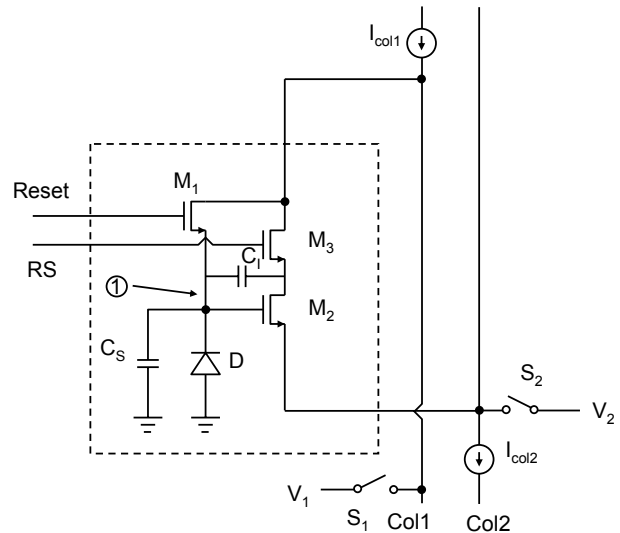 I_col1
Reset
M_1
M_3
RS
C_I
①
M_2
C_S
D
S_2
V_2
I_col2
V_1
S_1
Col1
Col2